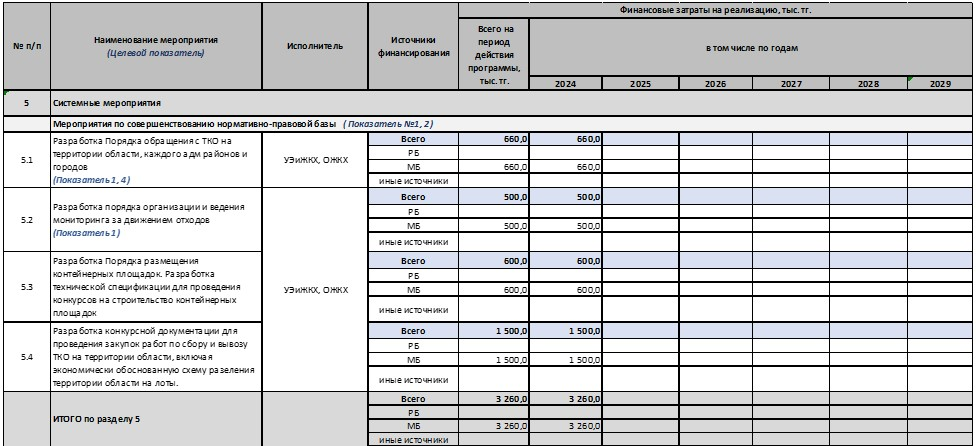 № п/п
Наименование мероприятия
(Целевой показатель)
Исполнитель
Источники
финансирования
Финансовые затраты на реализацию, тыс. тг.
Всего на
период
действия
программы,
тыс. тг.
в том числе по годам
2024 2025 2026 2027 2028 2029
5 Системные мероприятия
Мероприятия по совершенствованию нормативно-правовой базы ( Показатель №1, 2)
5.1
Разработка Порядка обращения с ТКО на
территории области, каждого адм районов и
городов
(Показатель 1, 4)
УЭиЖКХ, ОЖКХ
Всего 660,0 660,0
РБ
МБ 660,0 660,0
иные источники
5.2
Разработка порядка организации и ведения
мониторинга за движением отходов
(Показатель 1)
Всего 500,0 500,0
РБ
МБ 500,0 500,0
иные источники
5.3
Разработка Порядка размещения
контейнерных площадок. Разработка
технической спецификации для проведения
конкурсов на строительство контейнерных
площадок
УЭиЖКХ, ОЖКХ
Всего 600,0 600,0
РБ
МБ 600,0 600,0
иные источники
5.4
Разработка конкурсной документации для
проведения закупок работ по сбору и вывозу
ТКО на территории области, включая
экономически обоснованную схему разеления
территории области на лоты.
Всего 1 500,0 1 500,0
РБ
МБ 1 500,0 1 500,0
иные источники
ИТОГО по разделу 5
Всего 3 260,0 3 260,0
РБ
МБ 3 260,0 3 260,0
иные источники